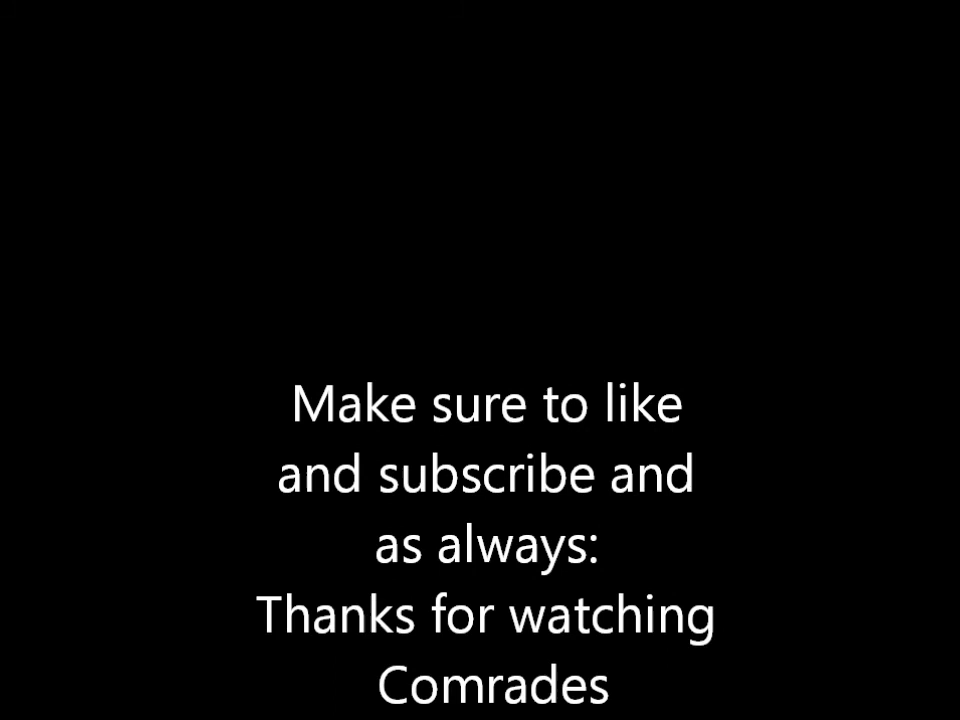 Make sure to like
and subscribe and
as always:
Thanks for watching
Comrades